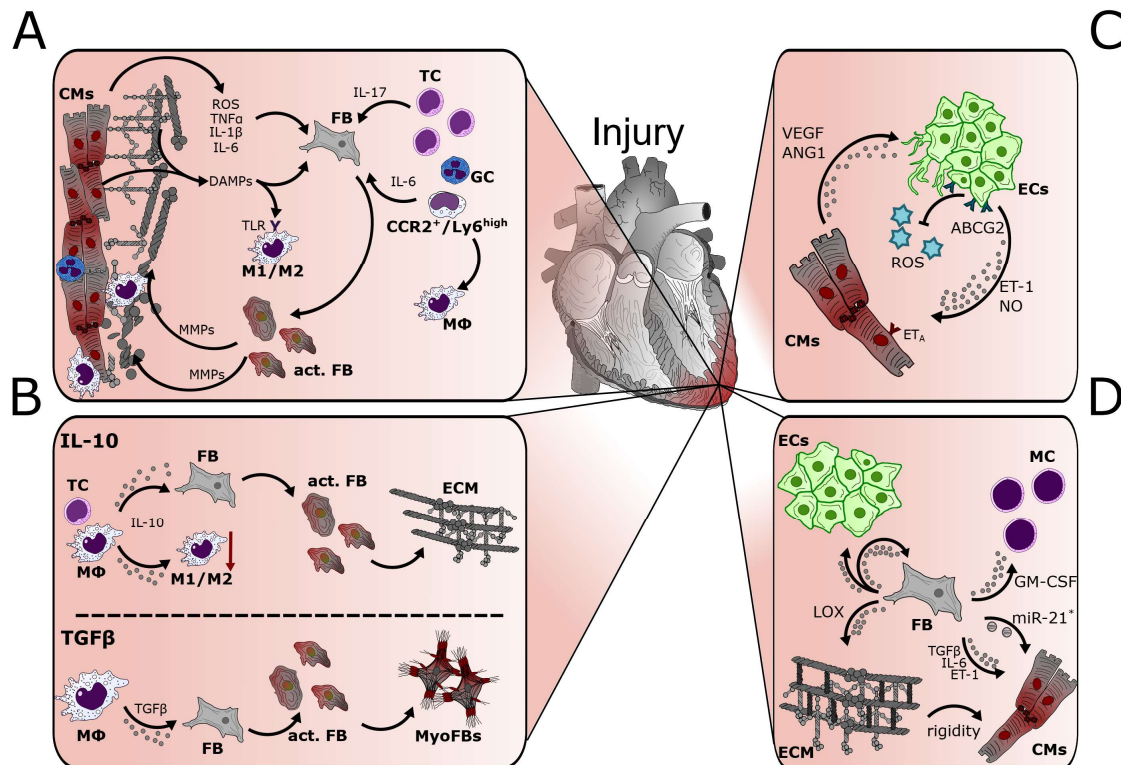 A
CMs
ROS
TNFα
IL-1β
IL-6
FB
IL-17
TC
GC
IL-6
CCR2⁺/Ly6ʰⁱᵍʰ
DAMPs
TLR
M1/M2
MΦ
MMPs
MMPs
act. FB
Injury
C
VEGF
ANG1
ECs
ABCG2
ROS
ET-1
NO
ETA
CMs
B
IL-10
TC
FB
IL-10
MΦ
M1/M2
act. FB
ECM
TGFβ
TGFβ
MΦ
FB
act. FB
MyoFBs
D
ECs
MC
GM-CSF
LOX
FB
miR-21*
TGFβ
IL-6
ET-1
rigidity
ECM
CMs